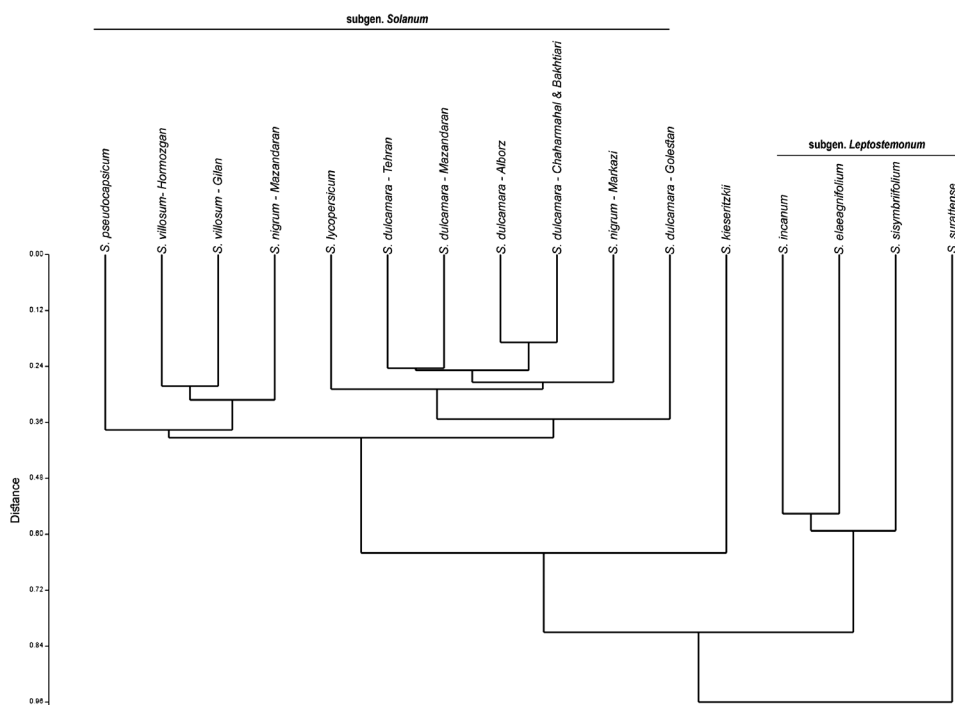 subgen. Solanum
subgen. Leptostemonum
S. pseudocapsicum
S. villosum- Hormozgan
S. villosum - Gilan
S. nigrum - Mazandaran
S. lycopersicum
S. dulcamara - Tehran
S. dulcamara - Mazandaran
S. dulcamara - Alborz
S. dulcamara - Chaharmahal & Bakhtiari
S. nigrum - Markazi
S. dulcamara - Golestan
S. kieseritzkii
S. incanum
S. elaeagnifolium
S. sisymbriifolium
S. surattense
0.00
0.12
0.24
0.36
0.48
0.60
0.72
0.84
0.96
Distance